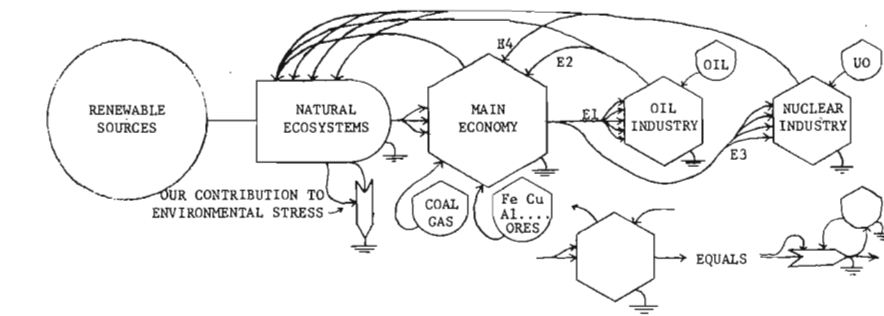 RENEWABLE
SOURCES
NATURAL
ECOSYSTEMS
MAIN
ECONOMY
E4
E2
E1
OIL
OIL
INDUSTRY
E3
UO
NUCLEAR
INDUSTRY
OUR CONTRIBUTION TO
ENVIRONMENTAL STRESS
COAL
GAS
Fe Cu
Al....
ORES
EQUALS